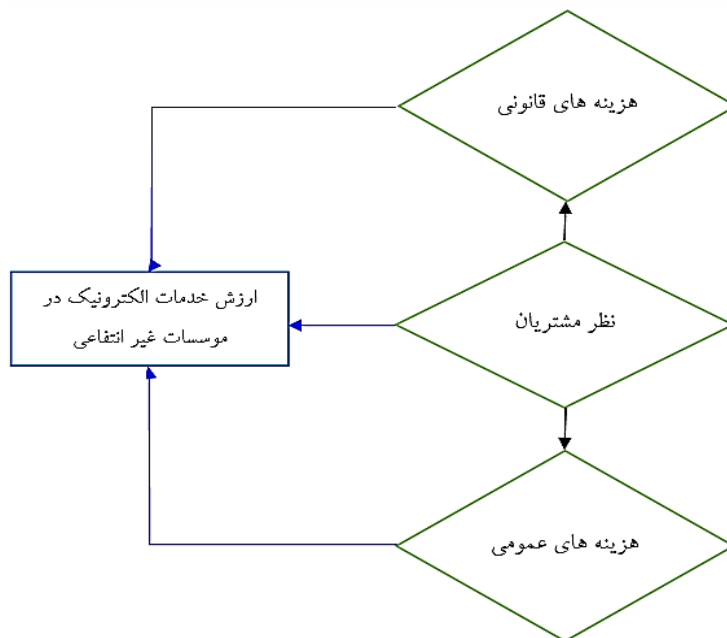 هزینه های قانونی
ارزش خدمات الکترونیک در
موسسات غیر انتفاعی
نظر مشتریان
هزینه های عمومی